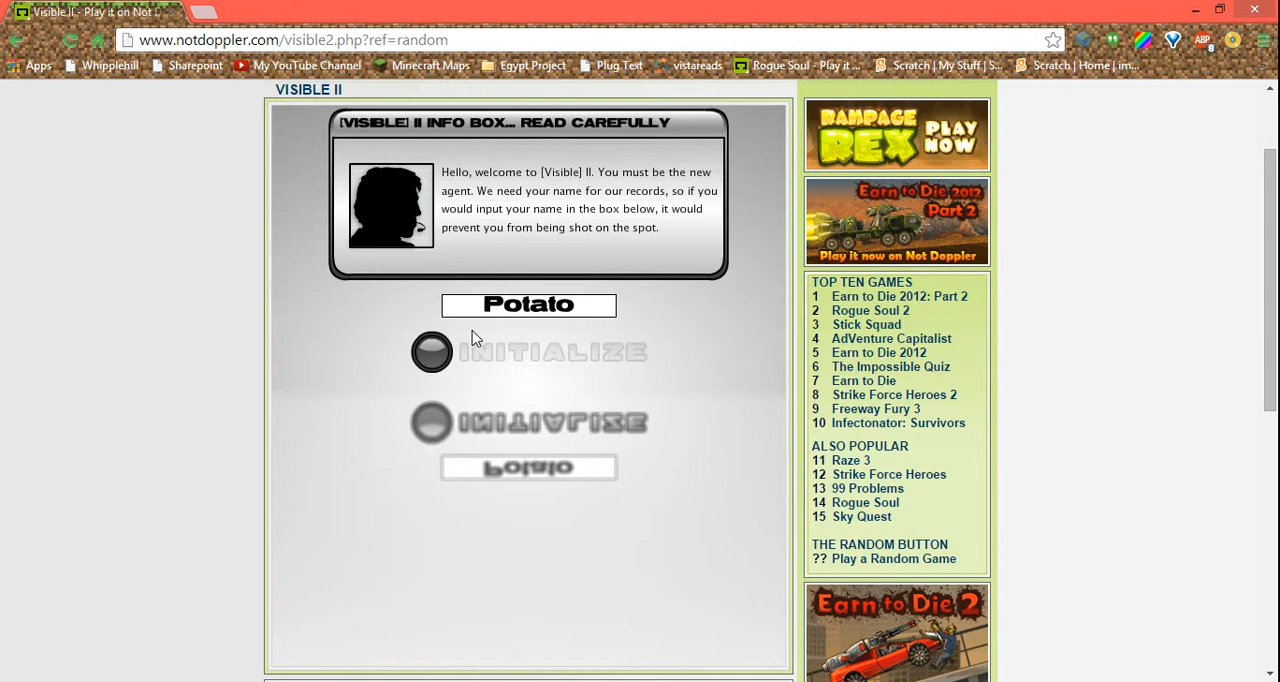 Visible II - Play it on Not D
www.notdoppler.com/visible2.php?ref=random
ABP
8
Apps
Whipplehill
Sharepoint
My YouTube Channel
Minecraft Maps
Egypt Project
Plug Text
vistareads
Rogue Soul - Play it ...
Scratch | My Stuff | S...
Scratch | Home | im...
VISIBLE II
[VISIBLE] II INFO BOX... READ CAREFULLY
Hello, welcome to [Visible] II. You must be the new
agent. We need your name for our records, so if you
would input your name in the box below, it would
prevent you from being shot on the spot.
Potato
INITIALIZE
INITIALIZE
Potato
RAMPAGE
REX
PLAY
NOW
Earn to Die 2012
Part 2
Play it now on Not Doppler
TOP TEN GAMES
1 Earn to Die 2012: Part 2
2 Rogue Soul 2
3 Stick Squad
4 AdVenture Capitalist
5 Earn to Die 2012
6 The Impossible Quiz
7 Earn to Die
8 Strike Force Heroes 2
9 Freeway Fury 3
10 Infectonator: Survivors
ALSO POPULAR
11 Raze 3
12 Strike Force Heroes
13 99 Problems
14 Rogue Soul
15 Sky Quest
THE RANDOM BUTTON
?? Play a Random Game
Earn to Die 2